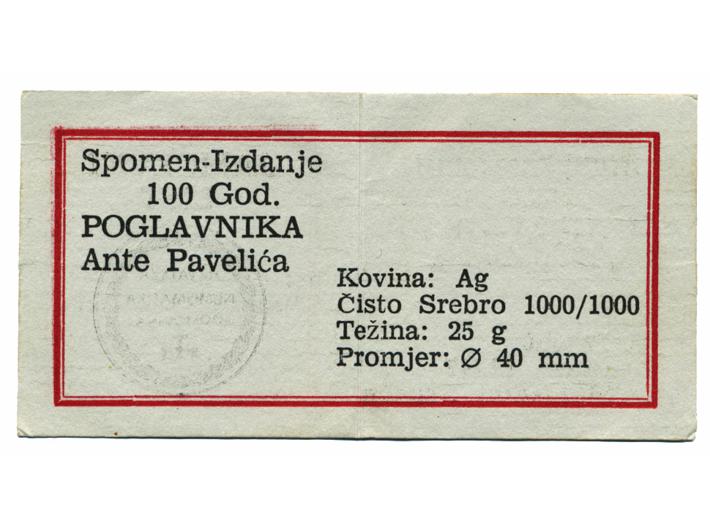 Spomen-Izdanje
100 God.
POGLAVNIKA
Ante Pavelića
Kovina: Ag
Čisto Srebro 1000/1000
Težina: 25 g
Promjer: Ø 40 mm